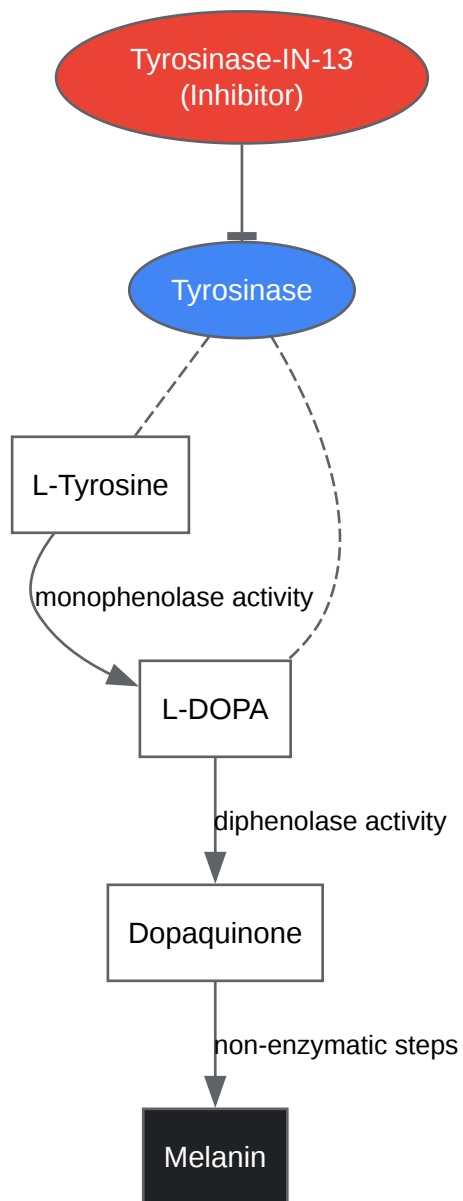 Tyrosinase-IN-13
(Inhibitor)
Tyrosinase
L-Tyrosine
monophenolase activity
L-DOPA
diphenolase activity
Dopaquinone
non-enzymatic steps
Melanin